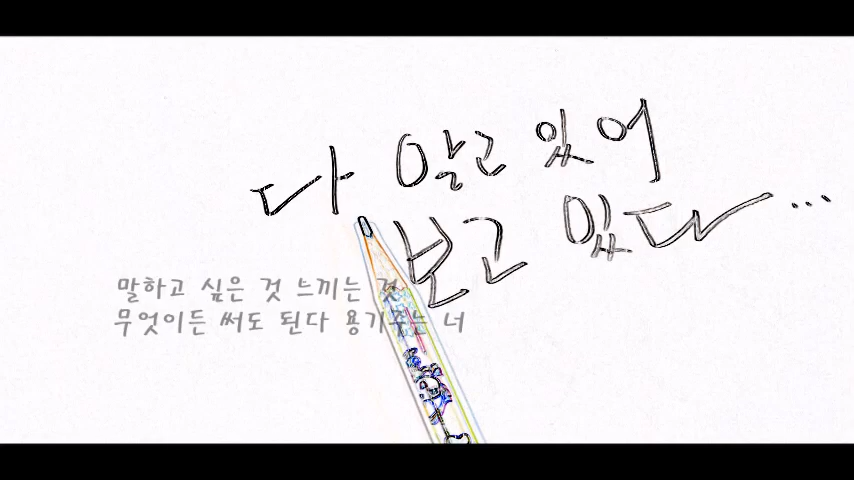 다 알고 있어
보고 있다...
말하고 싶은 것 느끼는 것
무엇이든 써도 된다 용기주는 너